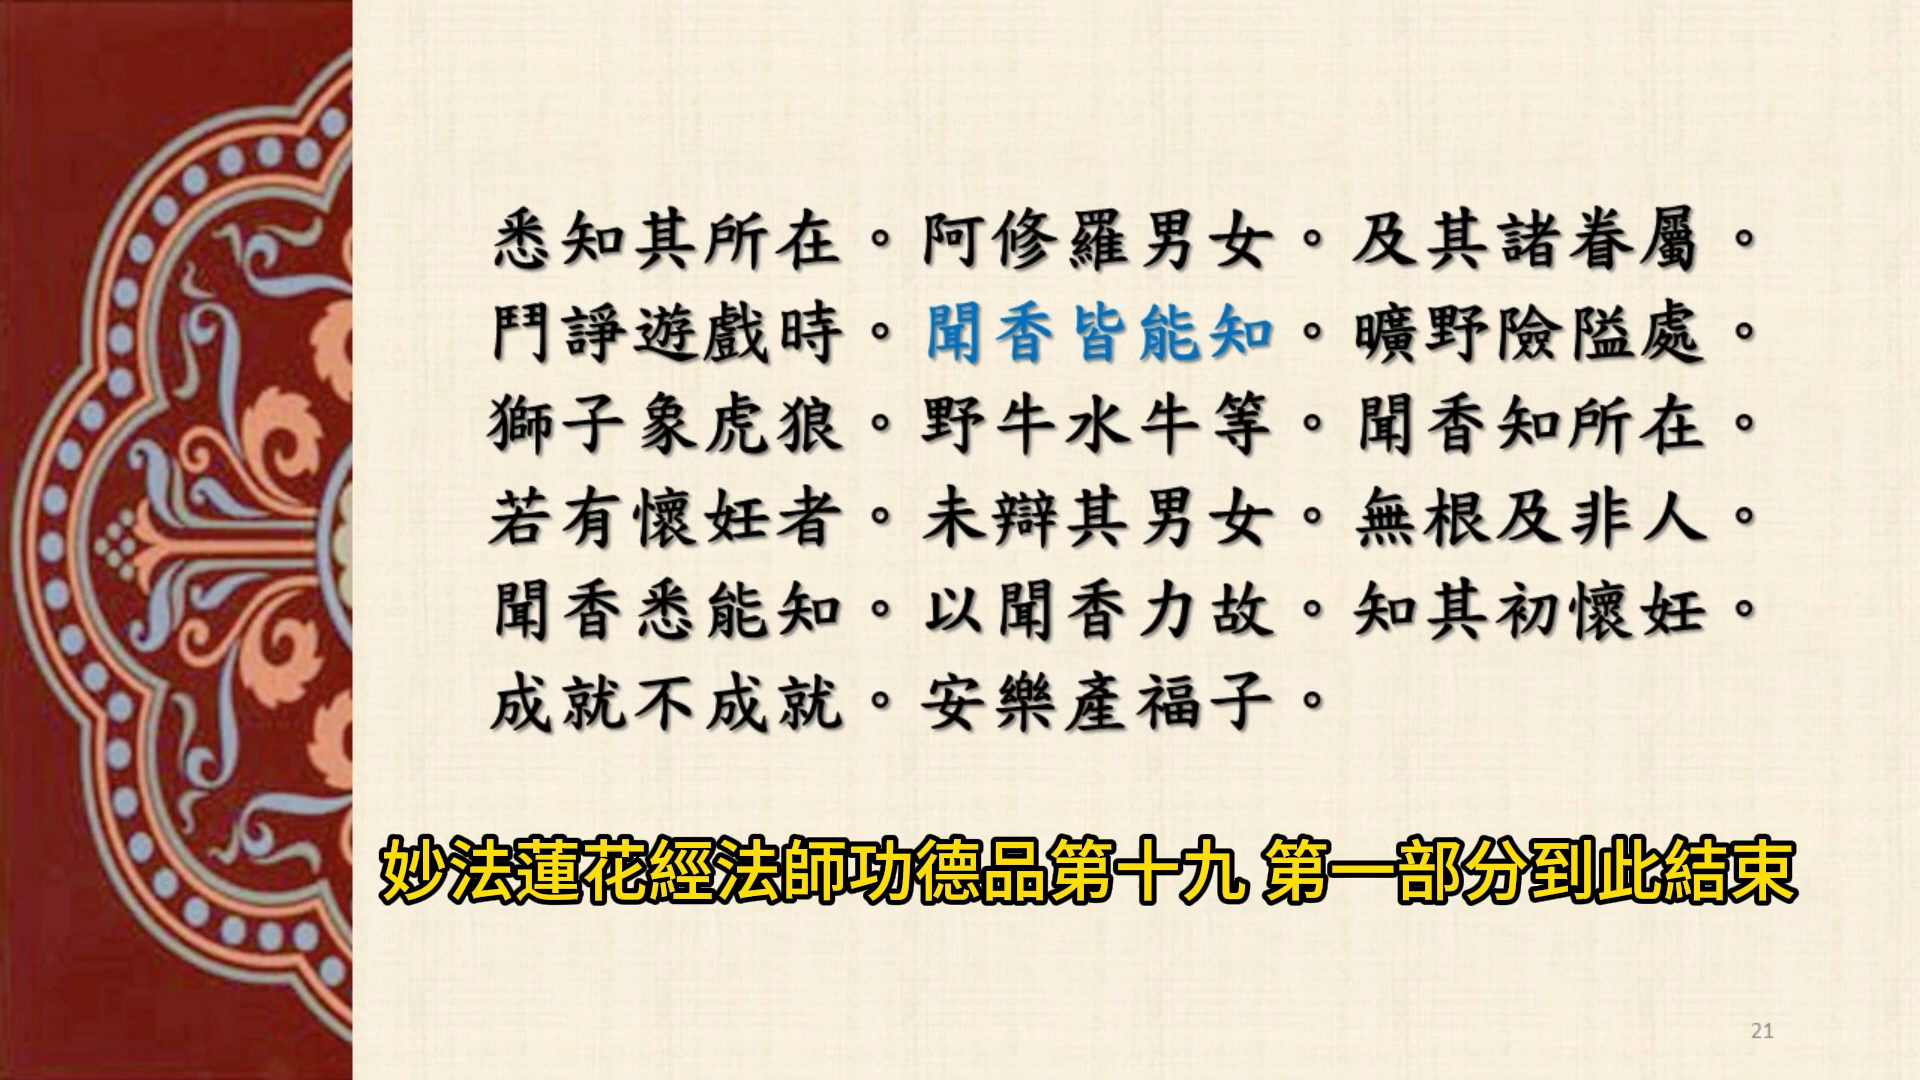 悉知其所在。阿修羅男女。及其諸眷屬。
鬥諍遊戲時。聞香皆能知。曠野險隘處。
獅子象虎狼。野牛水牛等。聞香知所在。
若有懷妊者。未辯其男女。無根及非人。
聞香悉能知。以聞香力故。知其初懷妊。
成就不成就。安樂產福子。
妙法蓮花經法師功德品第十九 第一部分到此結束
21